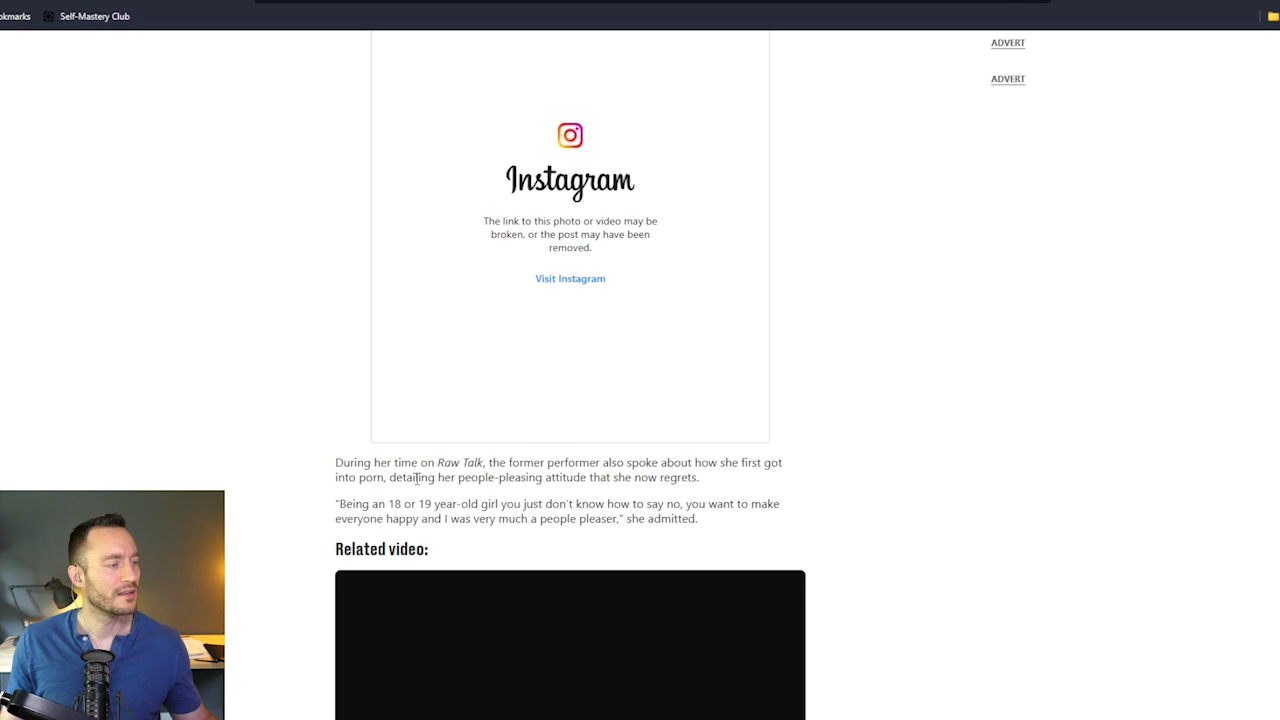 okmarks
Self-Mastery Club
ADVERT
ADVERT
Instagram
The link to this photo or video may be
broken, or the post may have been
removed.
Visit Instagram
During her time on Raw Talk, the former performer also spoke about how she first got
into porn, detailing her people-pleasing attitude that she now regrets.
“Being an 18 or 19 year-old girl you just don’t know how to say no, you want to make
everyone happy and I was very much a people pleaser,” she admitted.
Related video: